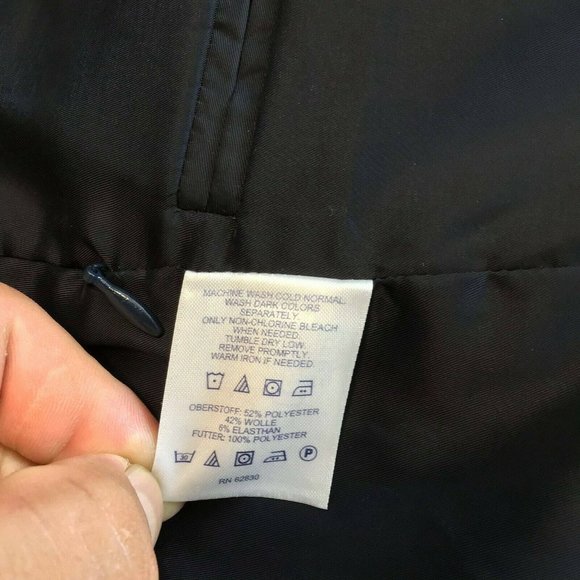 MACHINE WASH COLD NORMAL.
WASH DARK COLORS
SEPARATELY.
ONLY NON-CHLORINE BLEACH
WHEN NEEDED.
TUMBLE DRY LOW.
REMOVE PROMPTLY.
WARM IRON IF NEEDED.
OBERSTOFF: 52% POLYESTER
42% WOLLE
6% ELASTHAN
FUTTER: 100% POLYESTER
30 P
RN 62830